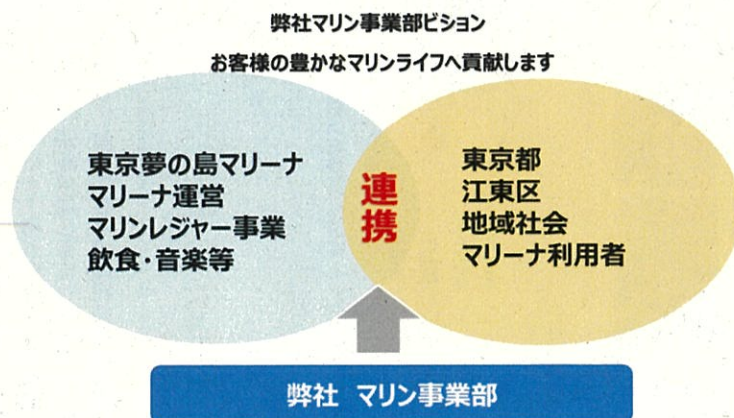 弊社マリン事業部ビジョン
お客様の豊かなマリンライフへ貢献します
東京夢の島マリーナ
マリーナ運営
マリンレジャー事業
飲食・音楽等
連携
東京都
江東区
地域社会
マリーナ利用者
弊社 マリン事業部